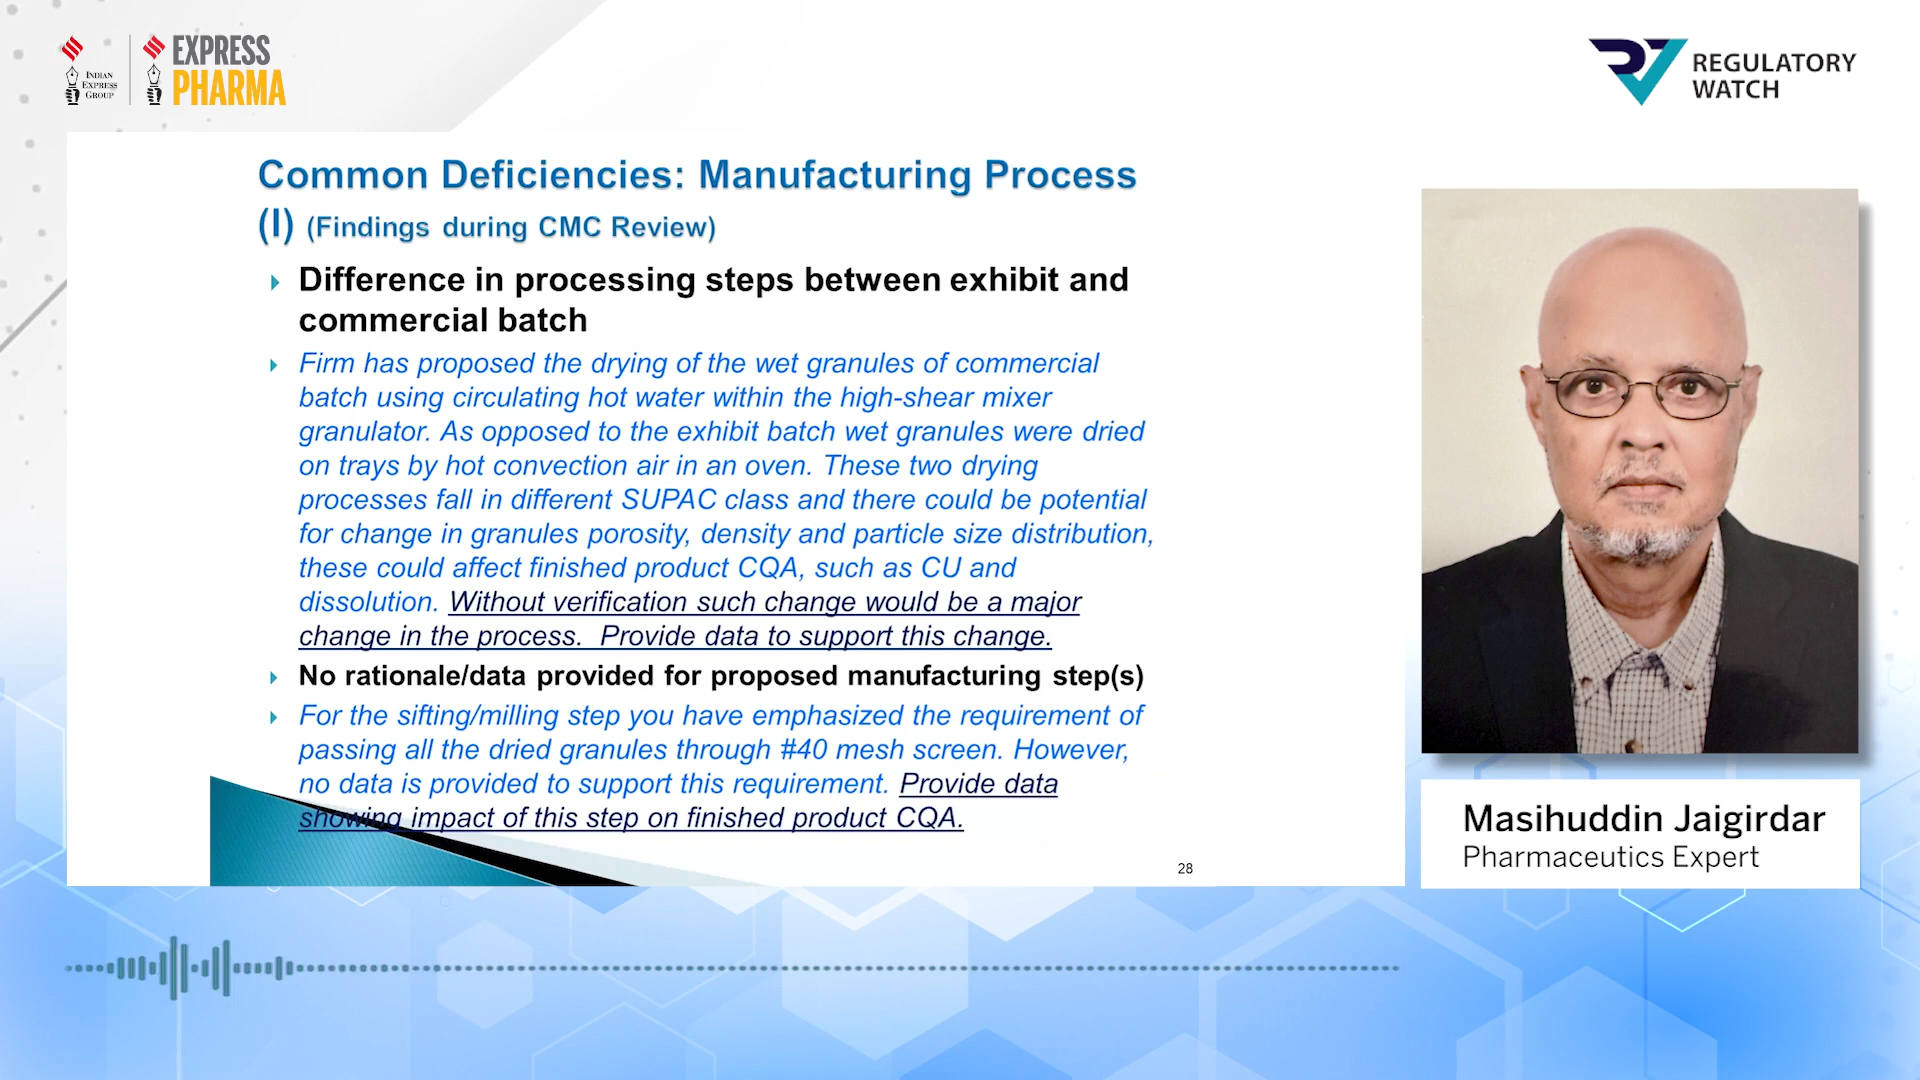 INDIAN
EXPRESS
GROUP
EXPRESS
PHARMA
REGULATORY
WATCH
Common Deficiencies: Manufacturing Process
(I) (Findings during CMC Review)
Difference in processing steps between exhibit and
commercial batch
Firm has proposed the drying of the wet granules of commercial
batch using circulating hot water within the high-shear mixer
granulator. As opposed to the exhibit batch wet granules were dried
on trays by hot convection air in an oven. These two drying
processes fall in different SUPAC class and there could be potential
for change in granules porosity, density and particle size distribution,
these could affect finished product CQA, such as CU and
dissolution. Without verification such change would be a major
change in the process. Provide data to support this change.
No rationale/data provided for proposed manufacturing step(s)
For the sifting/milling step you have emphasized the requirement of
passing all the dried granules through #40 mesh screen. However,
no data is provided to support this requirement. Provide data
showing impact of this step on finished product CQA.
28
Masihuddin Jaigirdar
Pharmaceutics Expert